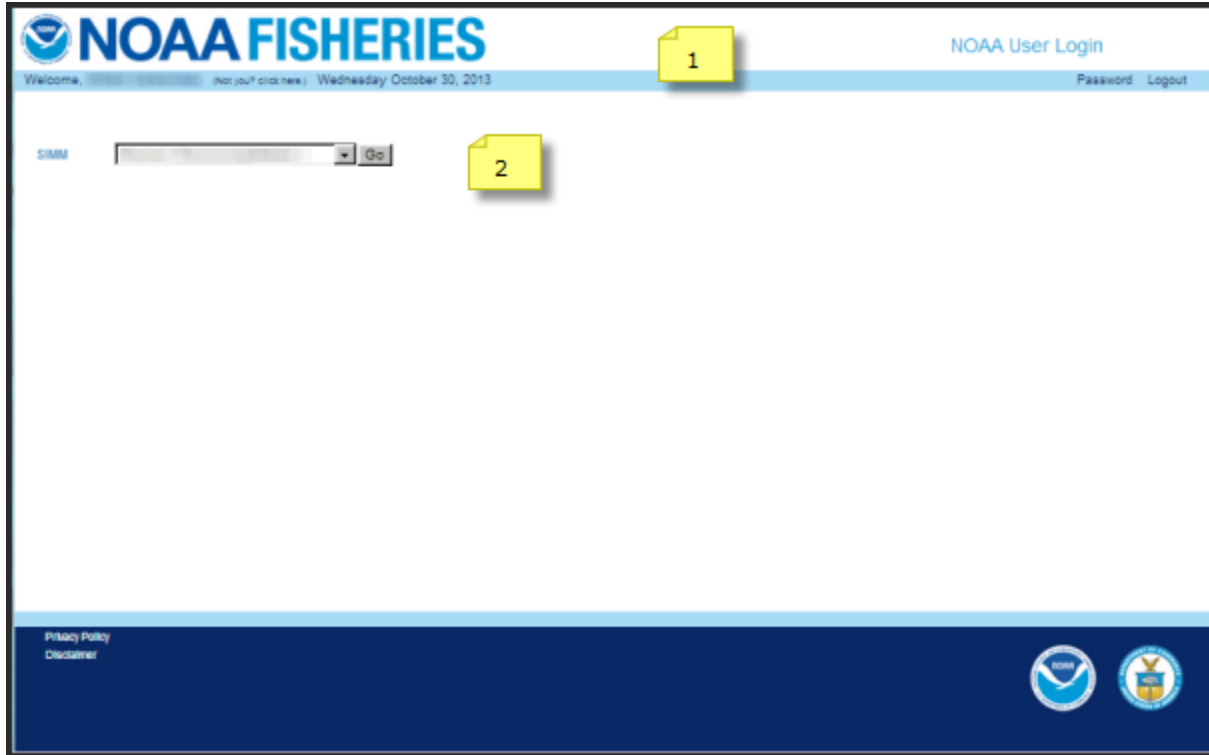 NOAA FISHERIES
1
NOAA User Login
Welcome, (Not you? click here.) Wednesday October 30, 2013
Password Logout
SIMM Go
2
Privacy Policy
Disclaimer
NOAA